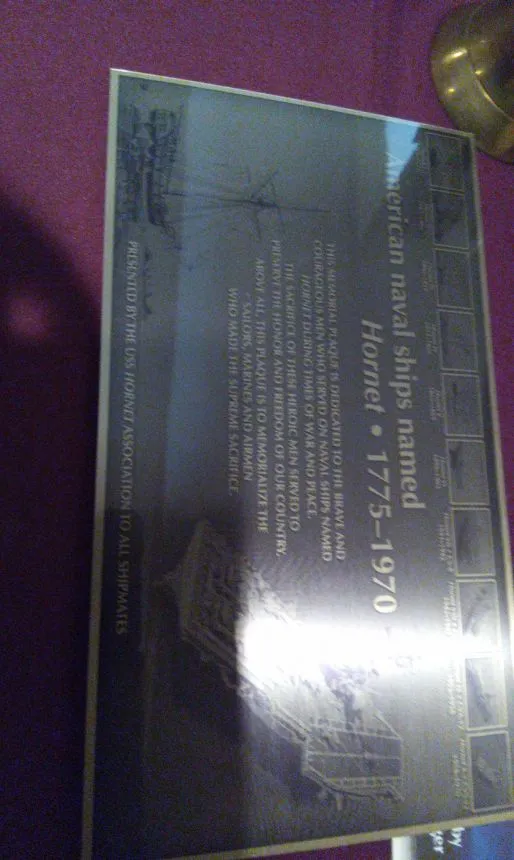 American naval ships named
Hornet • 1775–1970
THIS MEMORIAL PLAQUE IS DEDICATED TO THE BRAVE AND
COURAGEOUS MEN WHO SERVED ON NAVAL SHIPS NAMED
HORNET DURING TIMES OF WAR AND PLACE.
THE SACRIFICE OF THESE HEROIC MEN SERVED TO
PRESERVE THE HONOR AND FREEDOM OF OUR COUNTRY.
ABOVE ALL, THIS PLAQUE IS TO MEMORIALIZE THE
SAILORS, MARINES AND AIRMEN
WHO MADE THE SUPREME SACRIFICE.
PRESENTED BY THE USS HORNET ASSOCIATION TO ALL SHIPMATES
by